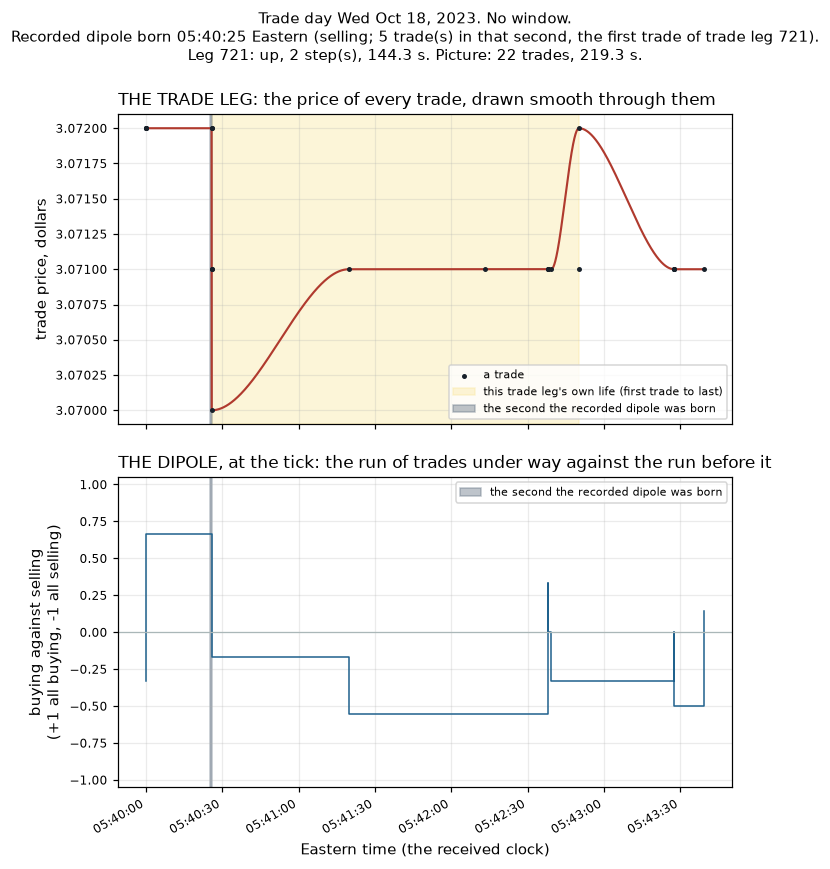 Trade day Wed Oct 18, 2023. No window.
Recorded dipole born 05:40:25 Eastern (selling; 5 trade(s) in that second, the first trade of trade leg 721).
Leg 721: up, 2 step(s), 144.3 s. Picture: 22 trades, 219.3 s.
THE TRADE LEG: the price of every trade, drawn smooth through them
3.07200
3.07175
3.07150
3.07125
3.07100
3.07075
3.07050
3.07025
3.07000
trade price, dollars
a trade
this trade leg's own life (first trade to last)
the second the recorded dipole was born
THE DIPOLE, at the tick: the run of trades under way against the run before it
1.00
0.75
0.50
0.25
0.00
−0.25
−0.50
−0.75
−1.00
buying against selling
(+1 all buying, -1 all selling)
the second the recorded dipole was born
05:40:00
05:40:30
05:41:00
05:41:30
05:42:00
05:42:30
05:43:00
05:43:30
Eastern time (the received clock)